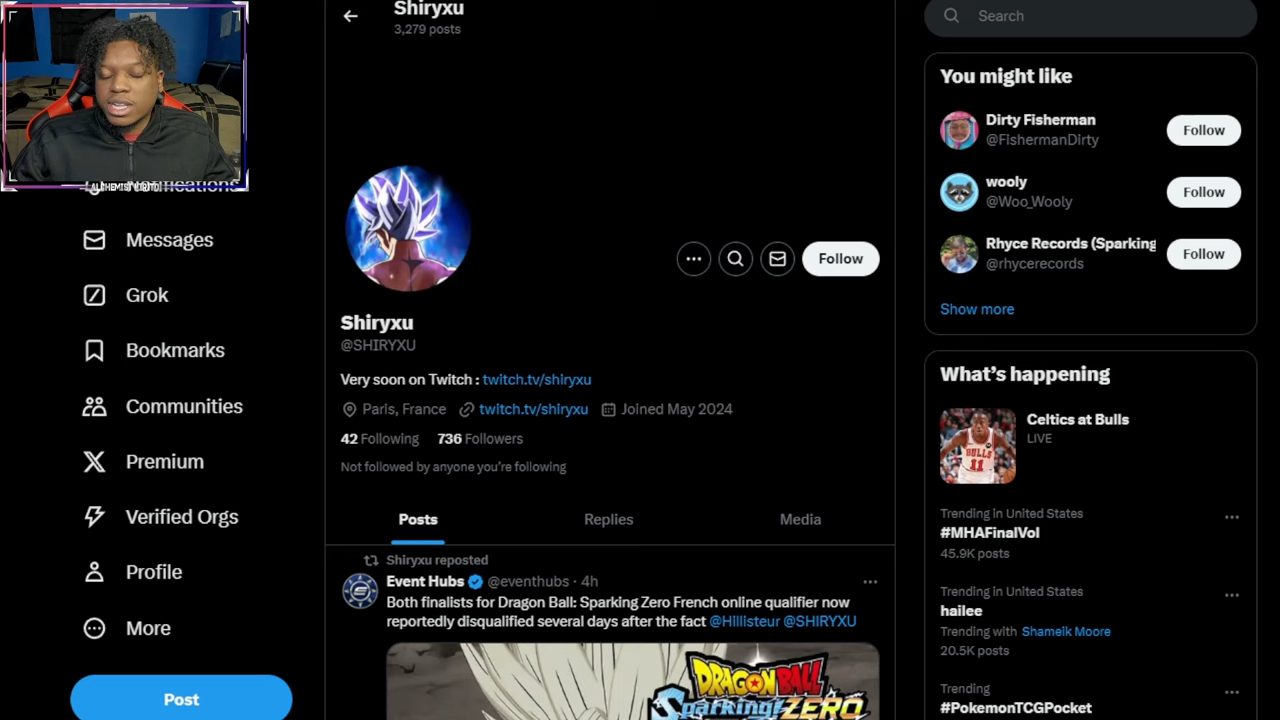 Shiryxu
3,279 posts
Notifications
Messages
Grok
Bookmarks
Communities
Premium
Verified Orgs
Profile
More
Post
Follow
Shiryxu
@SHIRYXU
Very soon on Twitch : twitch.tv/shiryxu
Paris, France twitch.tv/shiryxu Joined May 2024
42 Following 736 Followers
Not followed by anyone you’re following
Posts Replies Media
Shiryxu reposted
Event Hubs @eventhubs · 4h
Both finalists for Dragon Ball: Sparking Zero French online qualifier now
reportedly disqualified several days after the fact @Hillisteur @SHIRYXU
DRAGONBALL
Sparking! ZERO
Search
You might like
Dirty Fisherman
@FishermanDirty
Follow
wooly
@Woo_Wooly
Follow
Rhyce Records (Sparking
@rhycerecords
Follow
Show more
What’s happening
Celtics at Bulls
LIVE
BULLS
11
Trending in United States
#MHAFinalVol
45.9K posts
Trending in United States
hailee
Trending with Shameik Moore
20.5K posts
Trending
#PokemonTCGPocket